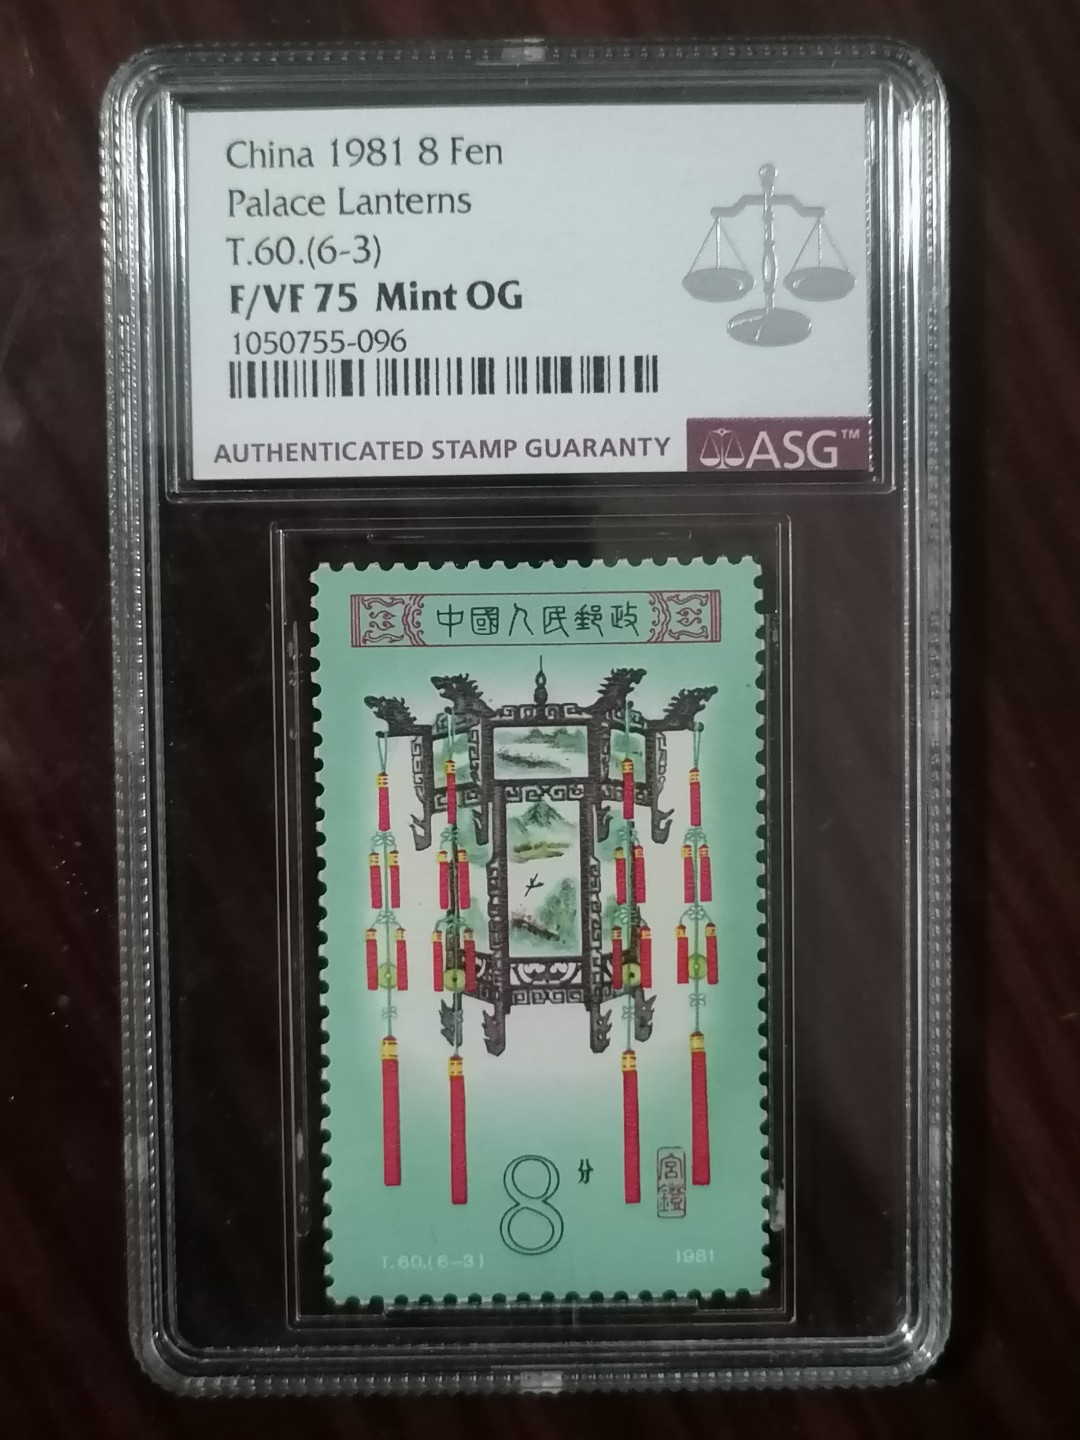 China 1981 8 Fen
Palace Lanterns
T.60.(6-3)
F/VF 75 Mint OG
1050755-096
AUTHENTICATED STAMP GUARANTY
ASG™
中國人民郵政
8 分
宮鐙
T.60.(6-3)
1981